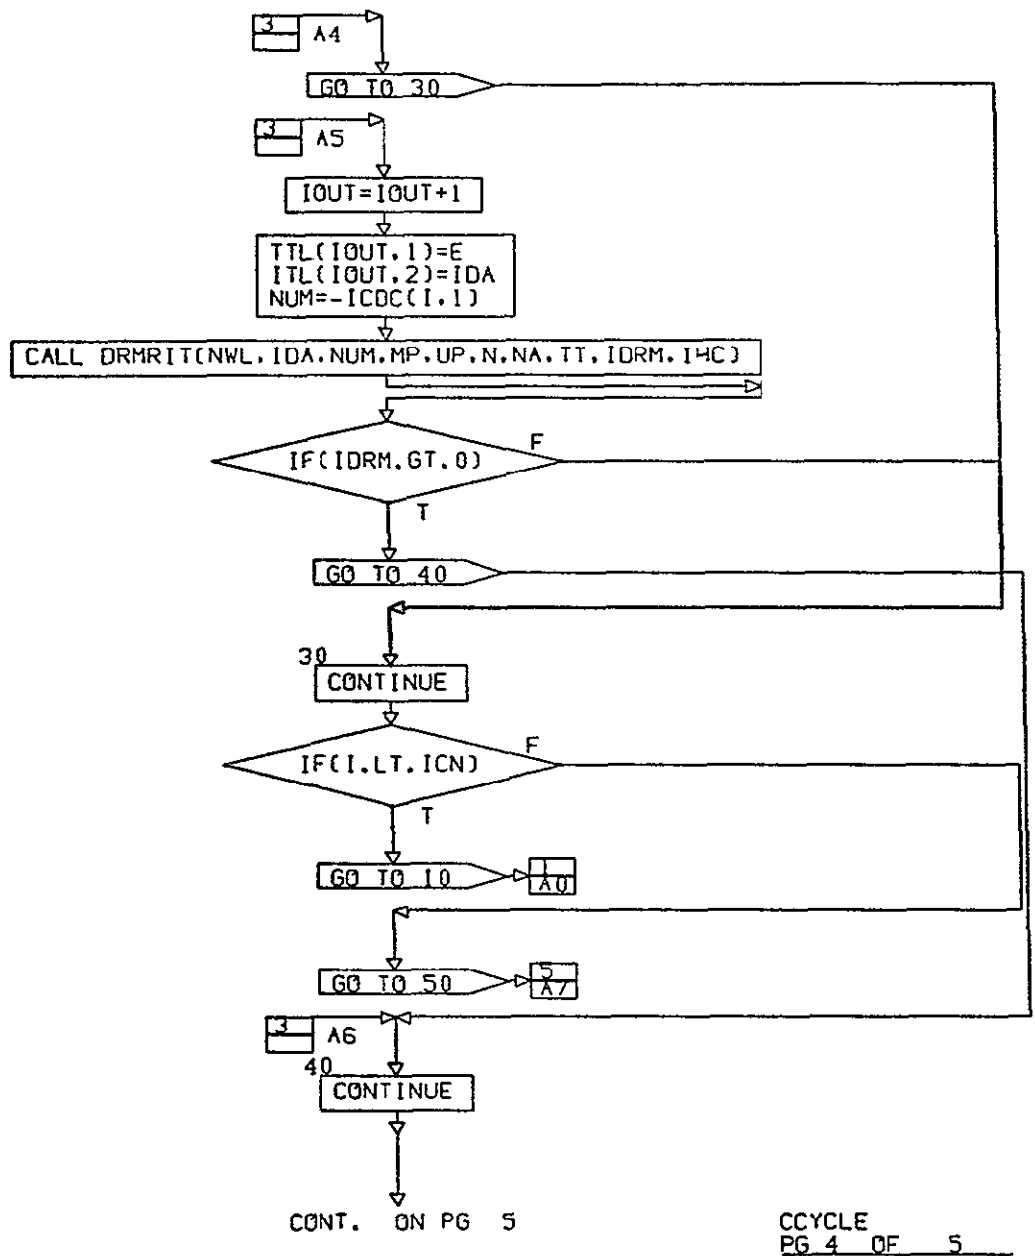 3
A4
GO TO 30
3
A5
IOUT=IOUT+1
TTL(IOUT,1)=E
ITL(IOUT,2)=IDA
NUM=-ICDC(I,1)
CALL DRMRIT(NWL,IDA,NUM,MP,UP,N,NA,TT,IDRM,IHC)
F
IF(IDRM.GT.0)
T
GO TO 40
30
CONTINUE
F
IF(I.LT.ICN)
T
GO TO 10
1
A0
GO TO 50
5
A7
3
A6
40
CONTINUE
CONT. ON PG 5
CCYCLE
PG 4 OF 5